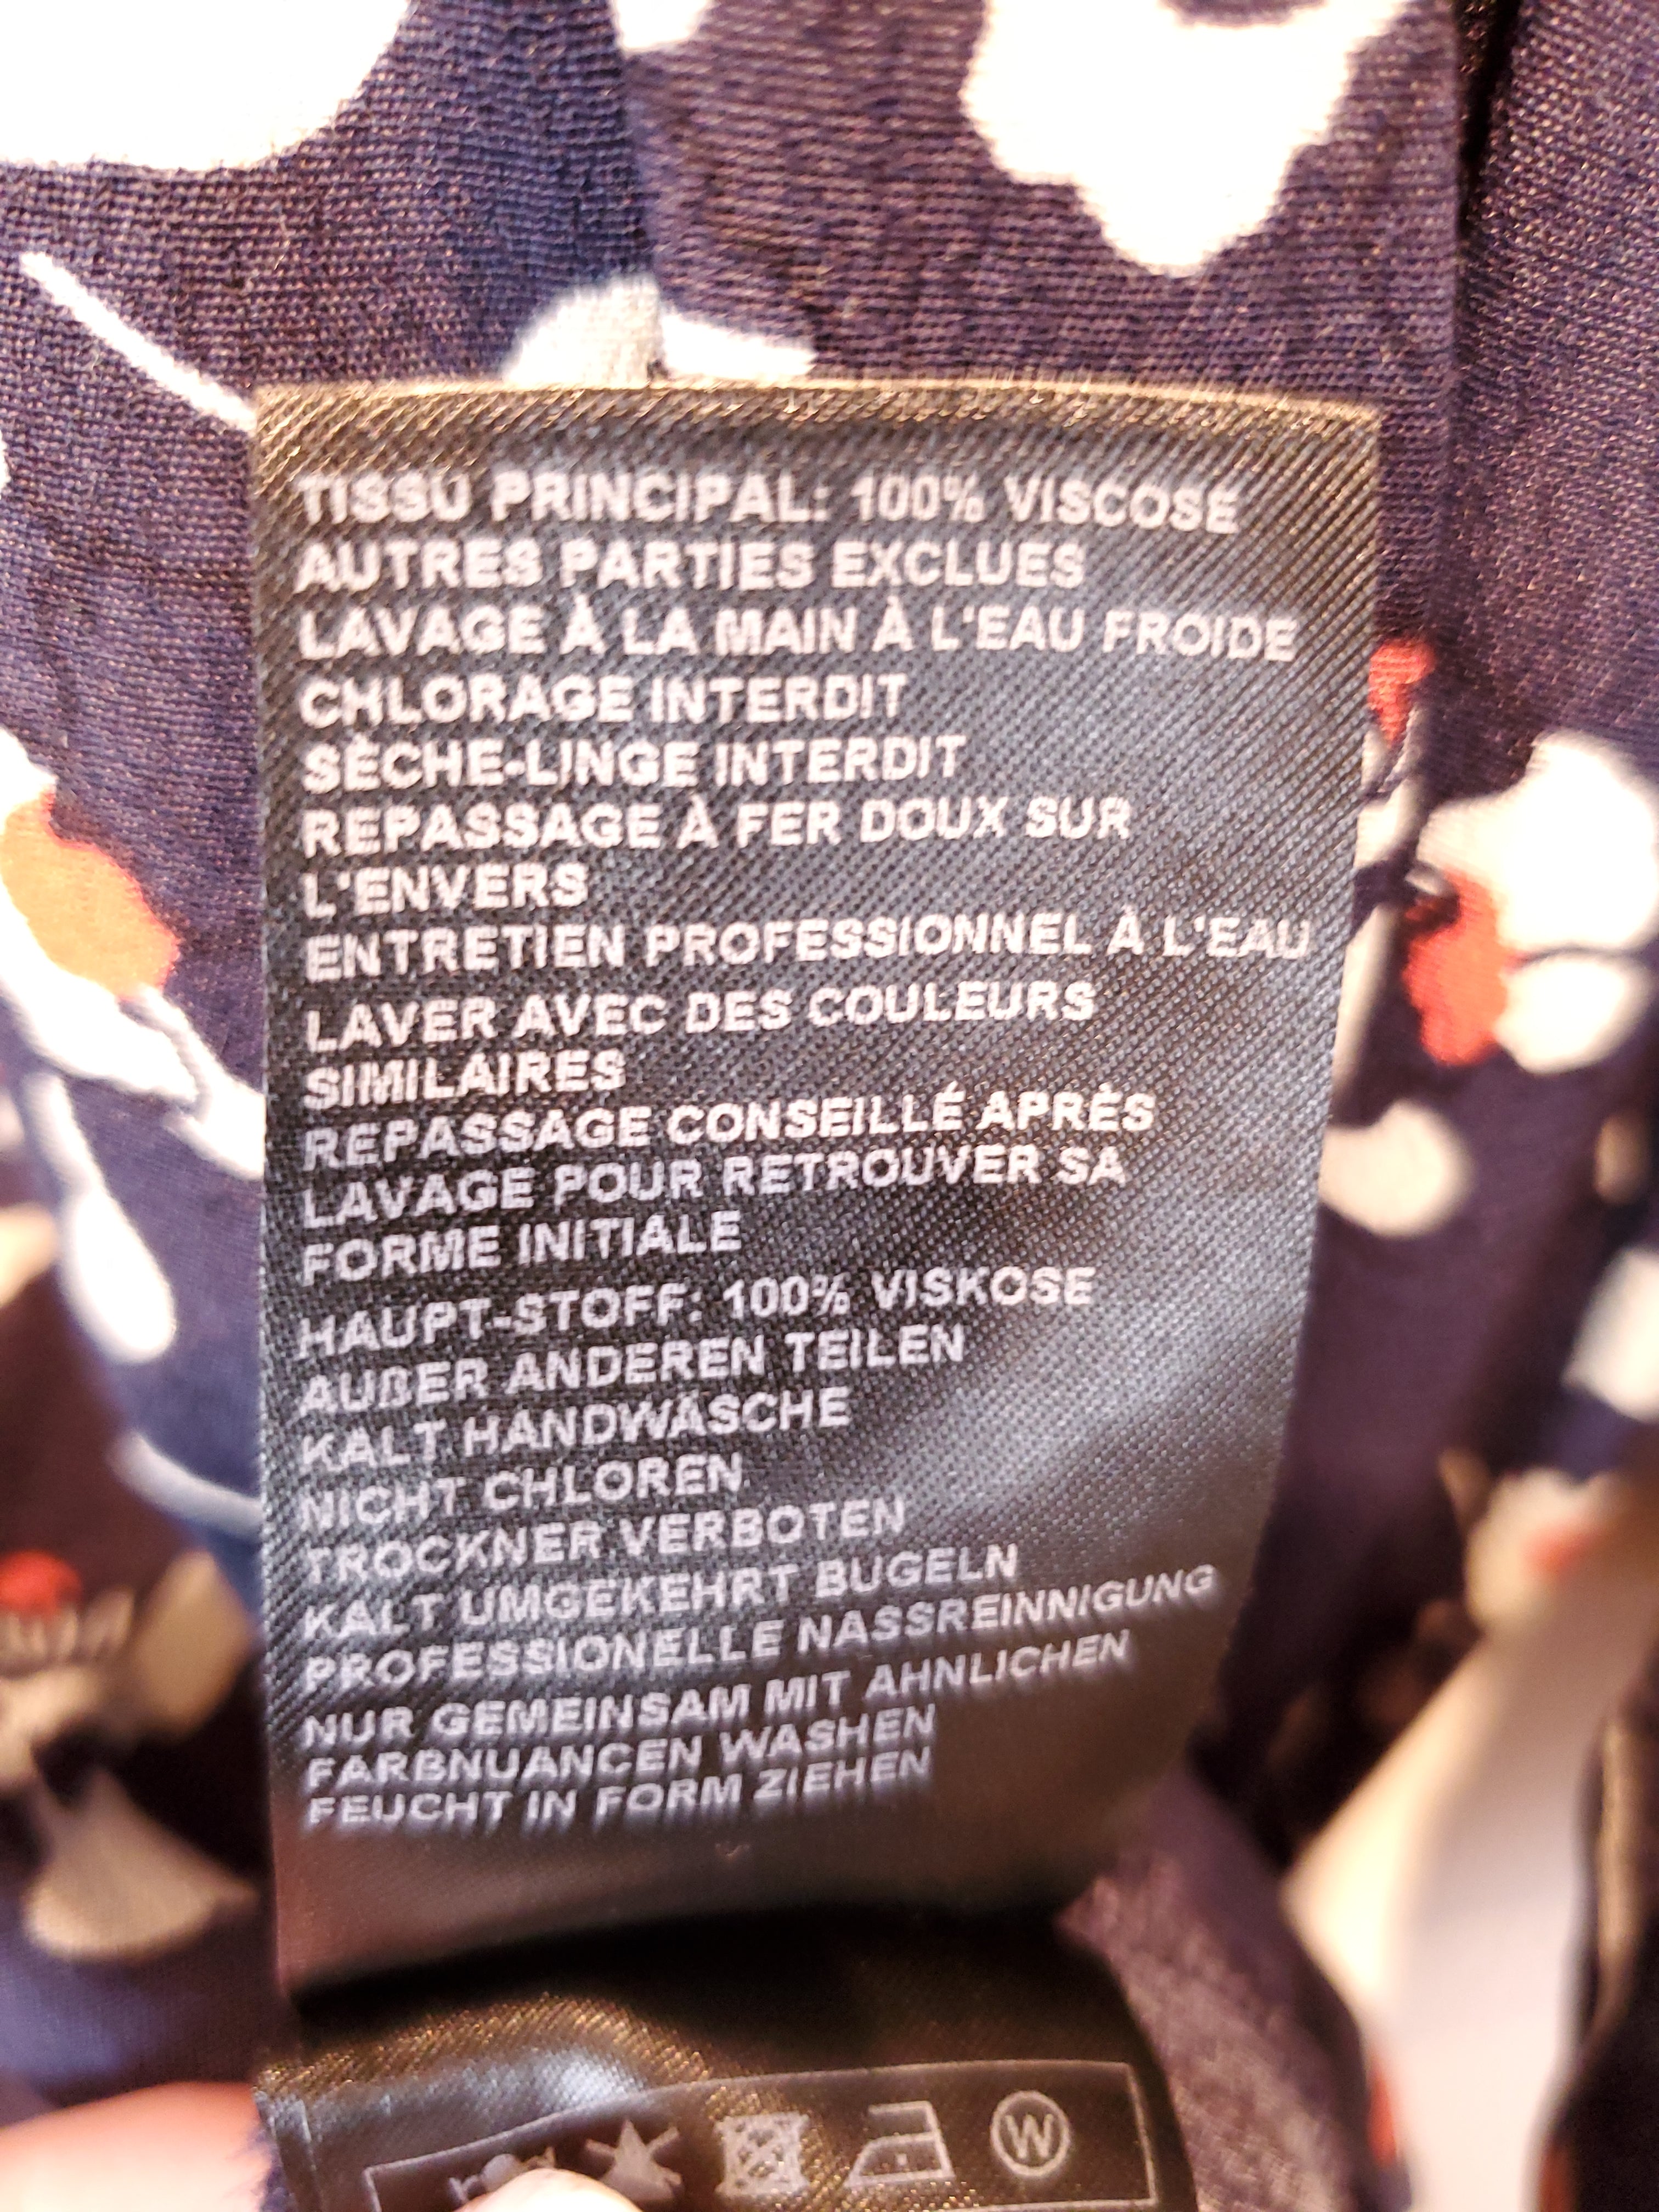 TISSU PRINCIPAL: 100% VISCOSE
AUTRES PARTIES EXCLUES
LAVAGE À LA MAIN À L'EAU FROIDE
CHLORAGE INTERDIT
SÈCHE-LINGE INTERDIT
REPASSAGE À FER DOUX SUR
L'ENVERS
ENTRETIEN PROFESSIONNEL À L'EAU
LAVER AVEC DES COULEURS
SIMILAIRES
REPASSAGE CONSEILLÉ APRÈS
LAVAGE POUR RETROUVER SA
FORME INITIALE
HAUPT-STOFF: 100% VISKOSE
AUßER ANDEREN TEILEN
KALT HANDWÄSCHE
NICHT CHLOREN
TROCKNER VERBOTEN
KALT UMGEKEHRT BUGELN
PROFESSIONELLE NASSREINNIGUNG
NUR GEMEINSAM MIT AHNLICHEN
FARBNUANCEN WASHEN
FEUCHT IN FORM ZIEHEN
W